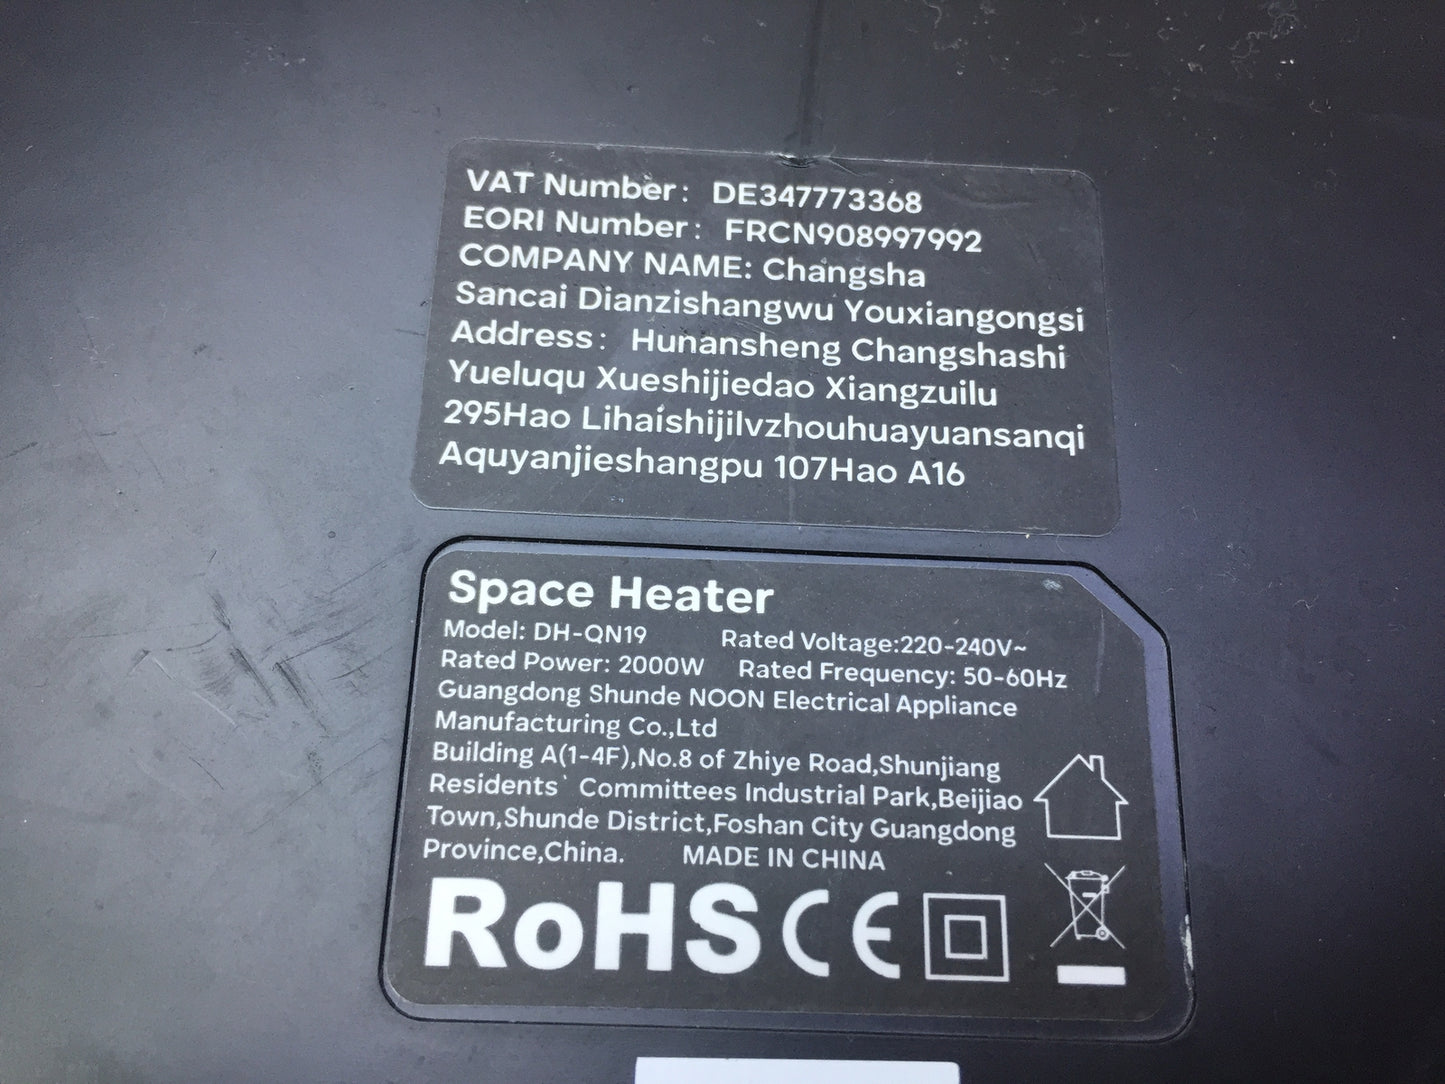 VAT Number: DE347773368
EORI Number: FRCN908997992
COMPANY NAME: Changsha
Sancai Dianzishangwu Youxiangongsi
Address: Hunansheng Changshashi
Yueluqu Xueshijiedao Xiangzuilu
295Hao Lihaishijilvzhouhuayuansanqi
Aquyanjieshangpu 107Hao A16
Space Heater
Model: DH-QN19 Rated Voltage:220-240V~
Rated Power: 2000W Rated Frequency: 50-60Hz
Guangdong Shunde NOON Electrical Appliance
Manufacturing Co.,Ltd
Building A(1-4F),No.8 of Zhiye Road,Shunjiang
Residents` Committees Industrial Park,Beijiao
Town,Shunde District,Foshan City Guangdong
Province,China. MADE IN CHINA
RoHS CE